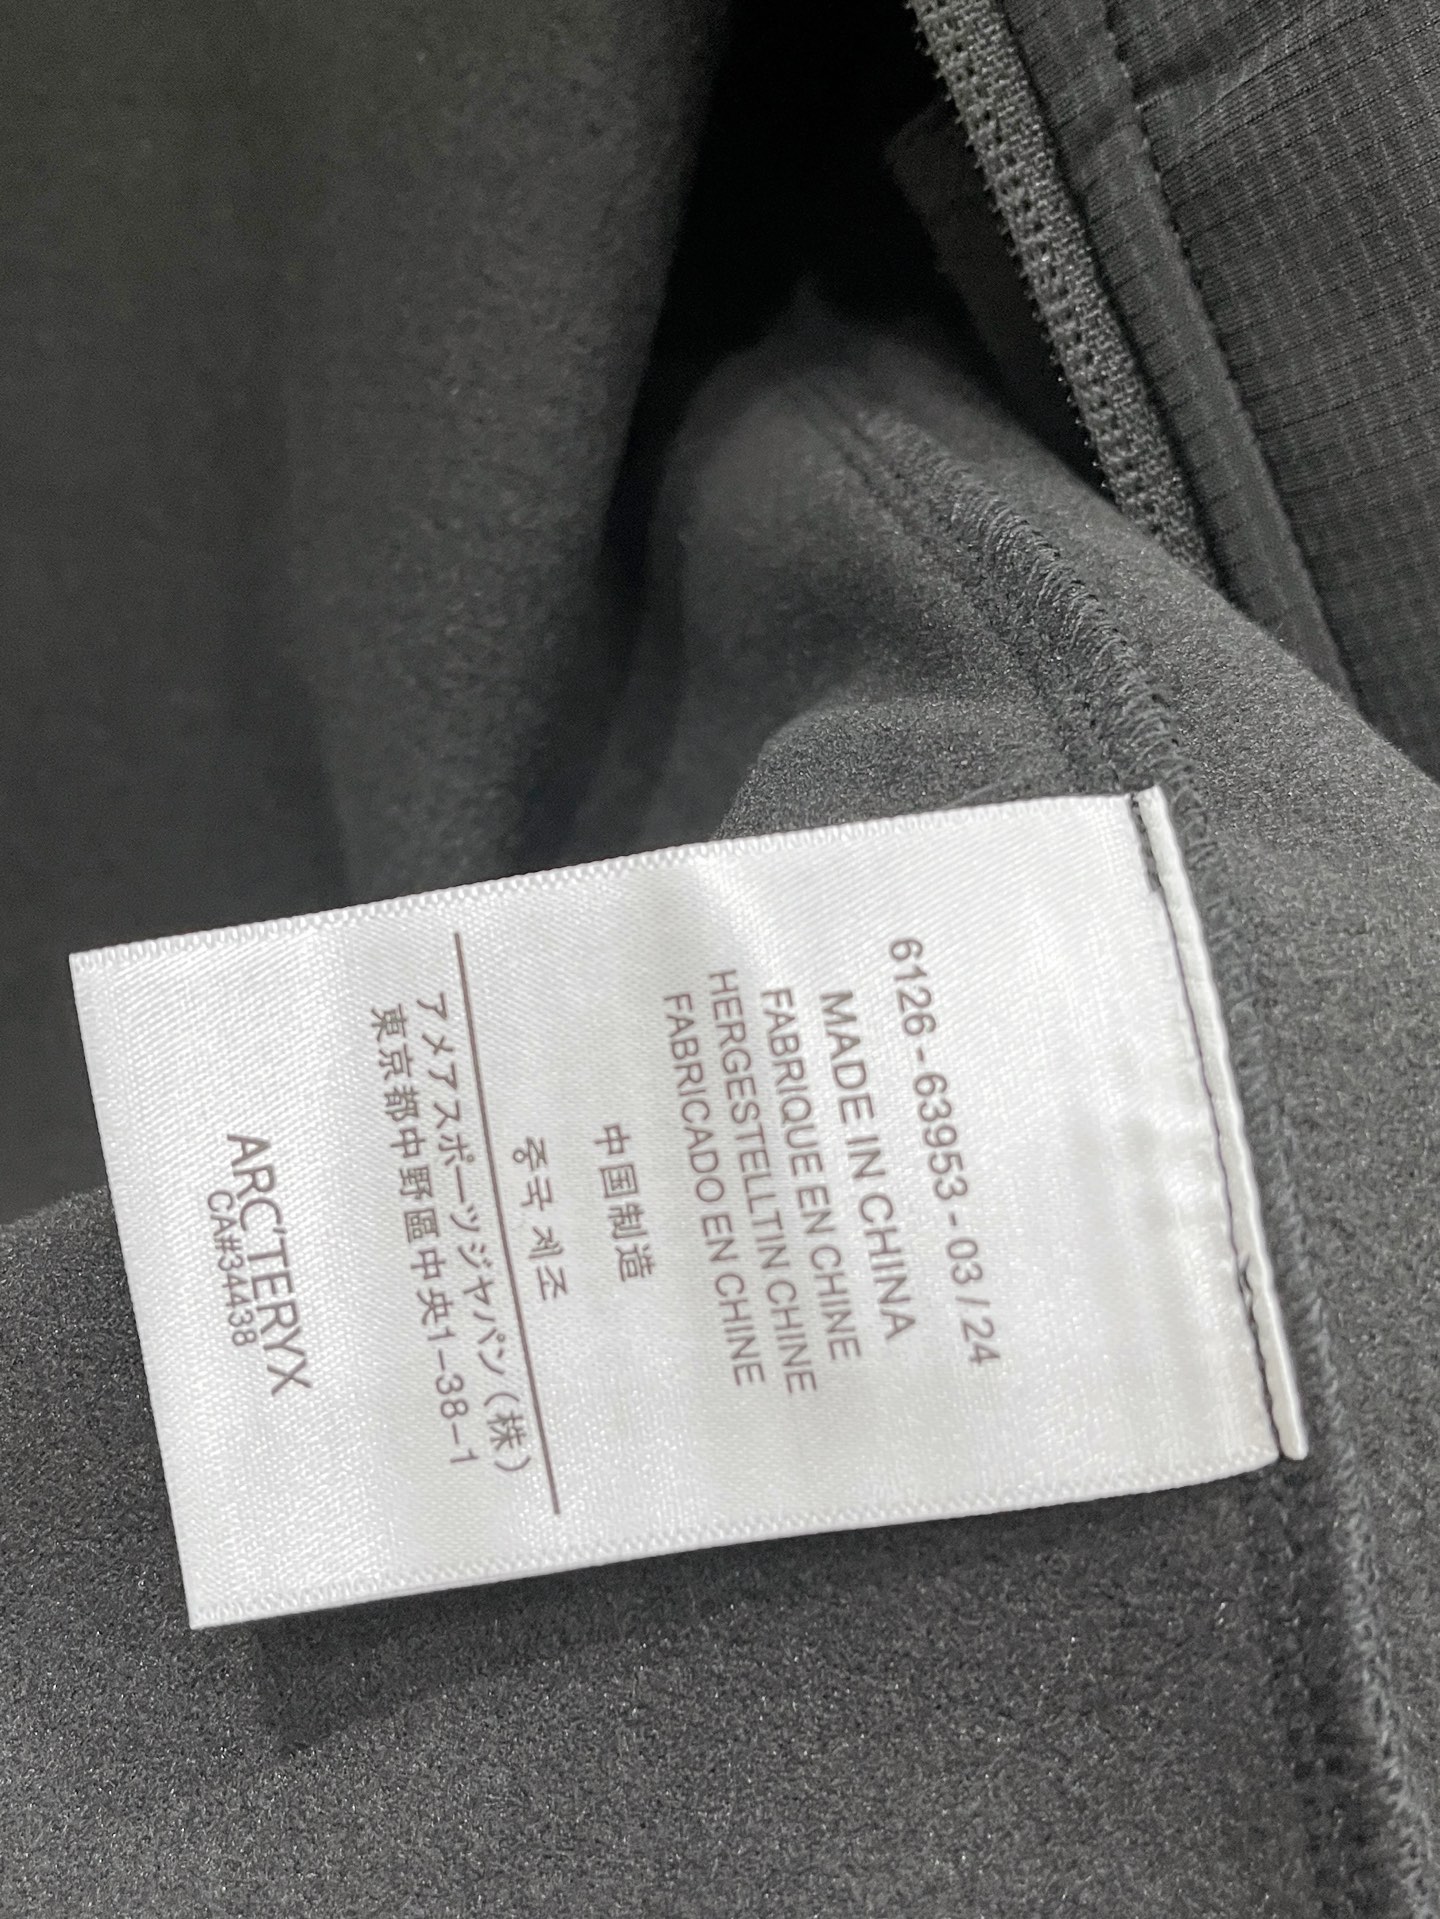 6126-63953-03/24
MADE IN CHINA
FABRIQUE EN CHINE
HERGESTELLT IN CHINE
FABRICADO EN CHINE
中国制造
중국 제조
アメアスポーツジャパン(株)
東京都中野區中央1-38-1
ARC'TERYX
CA#34438